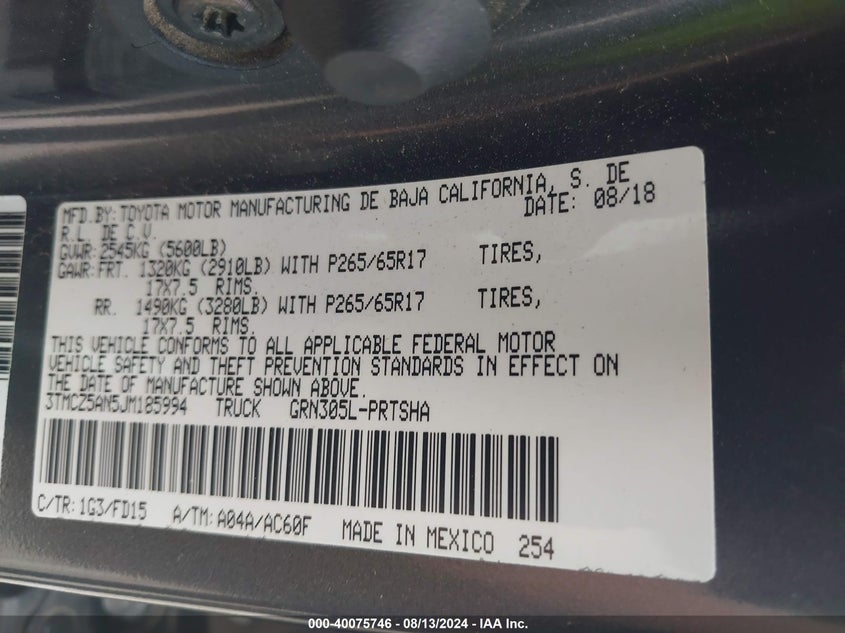 MFD.BY:TOYOTA MOTOR MANUFACTURING DE BAJA CALIFORNIA, S. DE
R.L. DE C.V. DATE: 08/18
GVWR:2545KG (5600LB)
GAWR:FRT. 1320KG (2910LB) WITH P265/65R17 TIRES,
17X7.5 RIMS.
RR. 1490KG (3280LB) WITH P265/65R17 TIRES,
17X7.5 RIMS.
THIS VEHICLE CONFORMS TO ALL APPLICABLE FEDERAL MOTOR
VEHICLE SAFETY AND THEFT PREVENTION STANDARDS IN EFFECT ON
THE DATE OF MANUFACTURE SHOWN ABOVE.
3TMCZ5AN5JM185994 TRUCK GRN305L-PRTSHA
C/TR:1G3/FD15 A/TM:A04A/AC60F MADE IN MEXICO 254
000-40075746 - 08/13/2024 - IAA Inc.